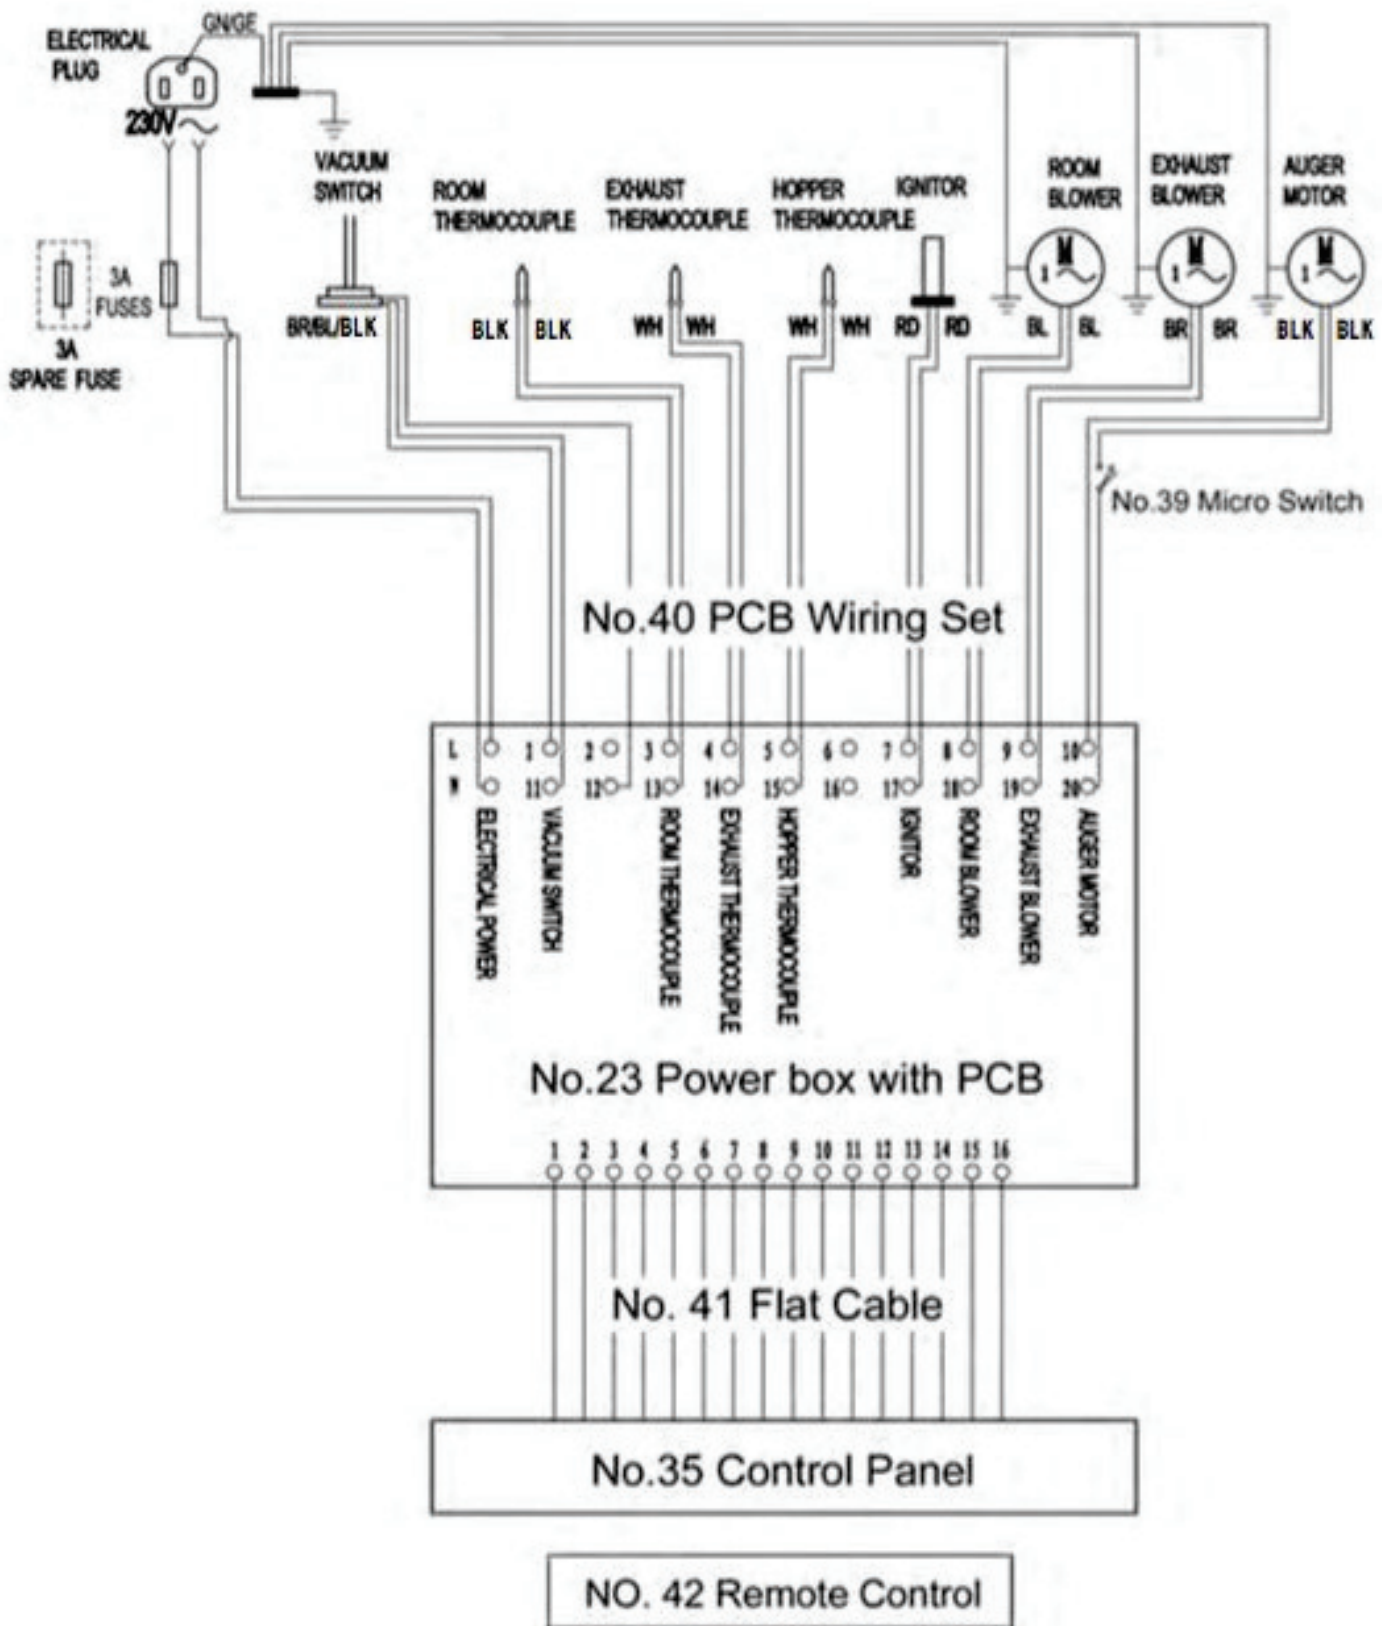 GN/GE
ELECTRICAL
PLUG
230V
VACUUM
SWITCH
ROOM
THERMOCOUPLE
EXHAUST
THERMOCOUPLE
HOPPER
THERMOCOUPLE
IGNITOR
ROOM
BLOWER
EXHAUST
BLOWER
AUGER
MOTOR
3A
FUSES
M
1
M
1
M
1
3A
SPARE FUSE
BR/BL/BLK
BLK BLK
WH WH
WH WH
RD RD
BL BL
BR BR
BLK BLK
No.39 Micro Switch
No.40 PCB Wiring Set
L 1 2 3 4 5 6 7 8 9 10
11 12 13 14 15 16 17 18 19 20
ELECTRICAL POWER
VACUUM SWITCH
ROOM THERMOCOUPLE
EXHAUST THERMOCOUPLE
HOPPER THERMOCOUPLE
IGNITOR
ROOM BLOWER
EXHAUST BLOWER
AUGER MOTOR
No.23 Power box with PCB
1 2 3 4 5 6 7 8 9 10 11 12 13 14 15 16
No. 41 Flat Cable
No.35 Control Panel
NO. 42 Remote Control